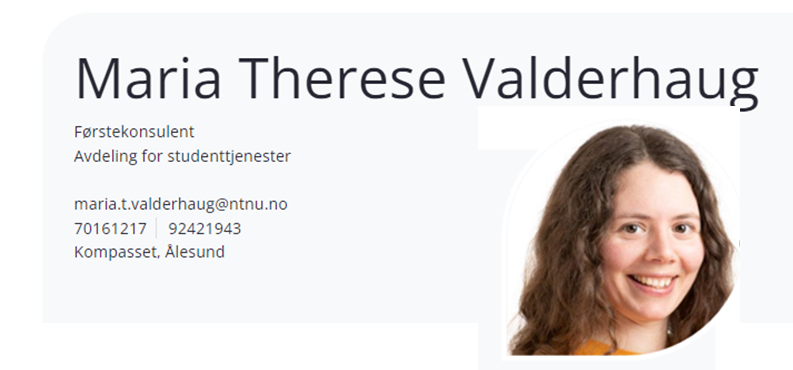 Maria Therese Valderhaug
Førstekonsulent
Avdeling for studenttjenester
maria.t.valderhaug@ntnu.no
70161217 92421943
Kompasset, Ålesund